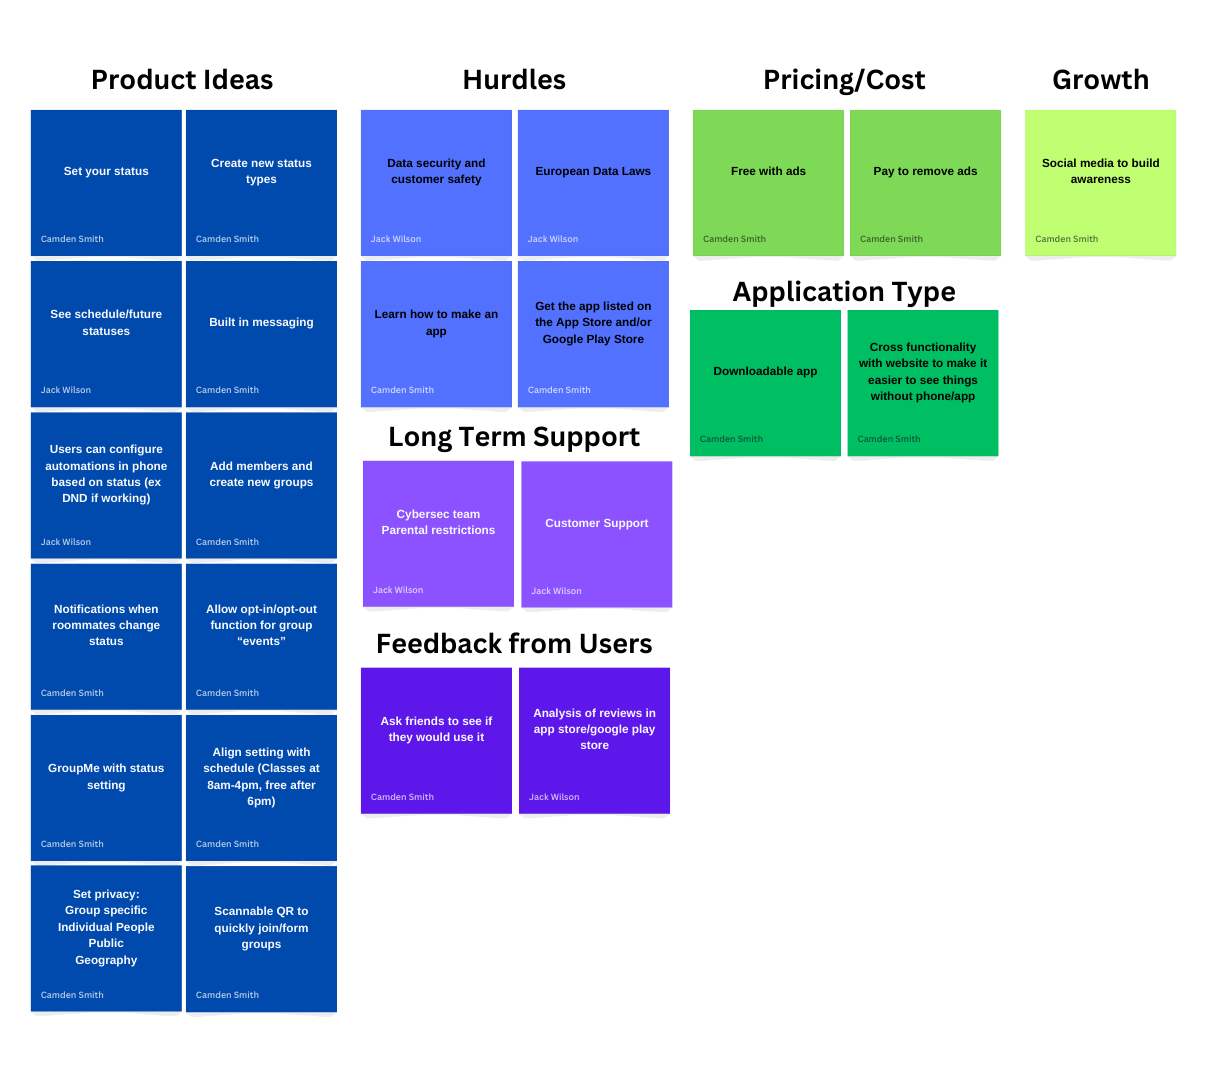 Product Ideas
Set your status
Camden Smith
Create new status
types
Camden Smith
See schedule/future
statuses
Jack Wilson
Built in messaging
Camden Smith
Users can configure
automations in phone
based on status (ex
DND if working)
Jack Wilson
Add members and
create new groups
Camden Smith
Notifications when
roommates change
status
Camden Smith
Allow opt-in/opt-out
function for group
“events”
Camden Smith
GroupMe with status
setting
Camden Smith
Align setting with
schedule (Classes at
8am-4pm, free after
6pm)
Camden Smith
Set privacy:
Group specific
Individual People
Public
Geography
Camden Smith
Scannable QR to
quickly join/form
groups
Camden Smith
Hurdles
Data security and
customer safety
Jack Wilson
European Data Laws
Jack Wilson
Learn how to make an
app
Camden Smith
Get the app listed on
the App Store and/or
Google Play Store
Camden Smith
Long Term Support
Cybersec team
Parental restrictions
Jack Wilson
Customer Support
Jack Wilson
Feedback from Users
Ask friends to see if
they would use it
Camden Smith
Analysis of reviews in
app store/google play
store
Jack Wilson
Pricing/Cost
Free with ads
Camden Smith
Pay to remove ads
Camden Smith
Application Type
Downloadable app
Camden Smith
Cross functionality
with website to make it
easier to see things
without phone/app
Camden Smith
Growth
Social media to build
awareness
Camden Smith